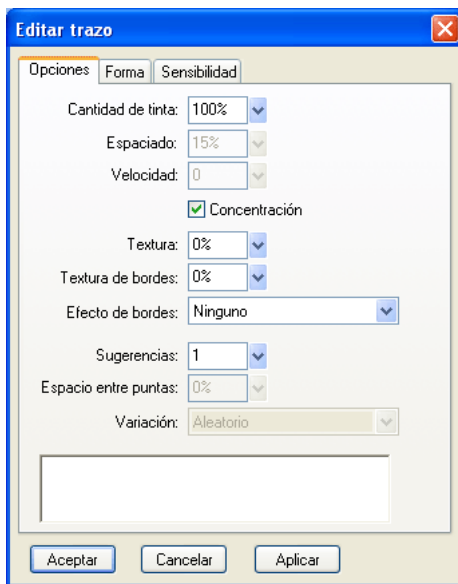 Editar trazo
Opciones Forma Sensibilidad
Cantidad de tinta: 100%
Espaciado: 15%
Velocidad: 0
Concentración
Textura: 0%
Textura de bordes: 0%
Efecto de bordes: Ninguno
Sugerencias: 1
Espacio entre puntas: 0%
Variación: Aleatorio
Aceptar Cancelar Aplicar